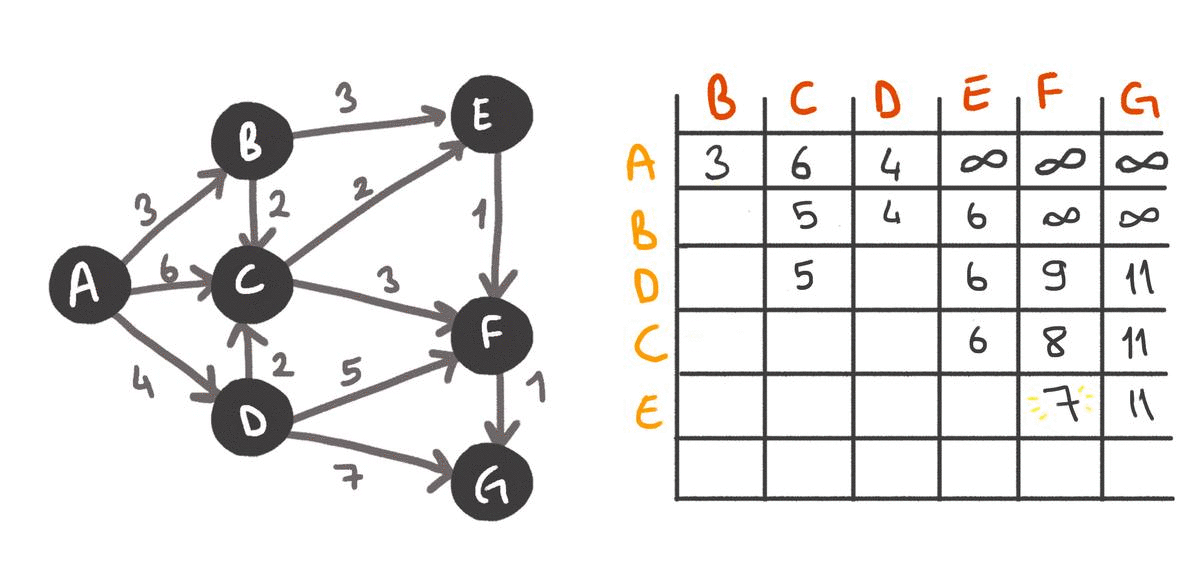 3
E
B
3
2
2
1
A
6
C
3
F
4
2
5
1
D
7
G
B C D E F G
A 3 6 4 ∞ ∞ ∞
B 5 4 6 ∞ ∞
D 5 6 9 11
C 6 8 11
E 7 11